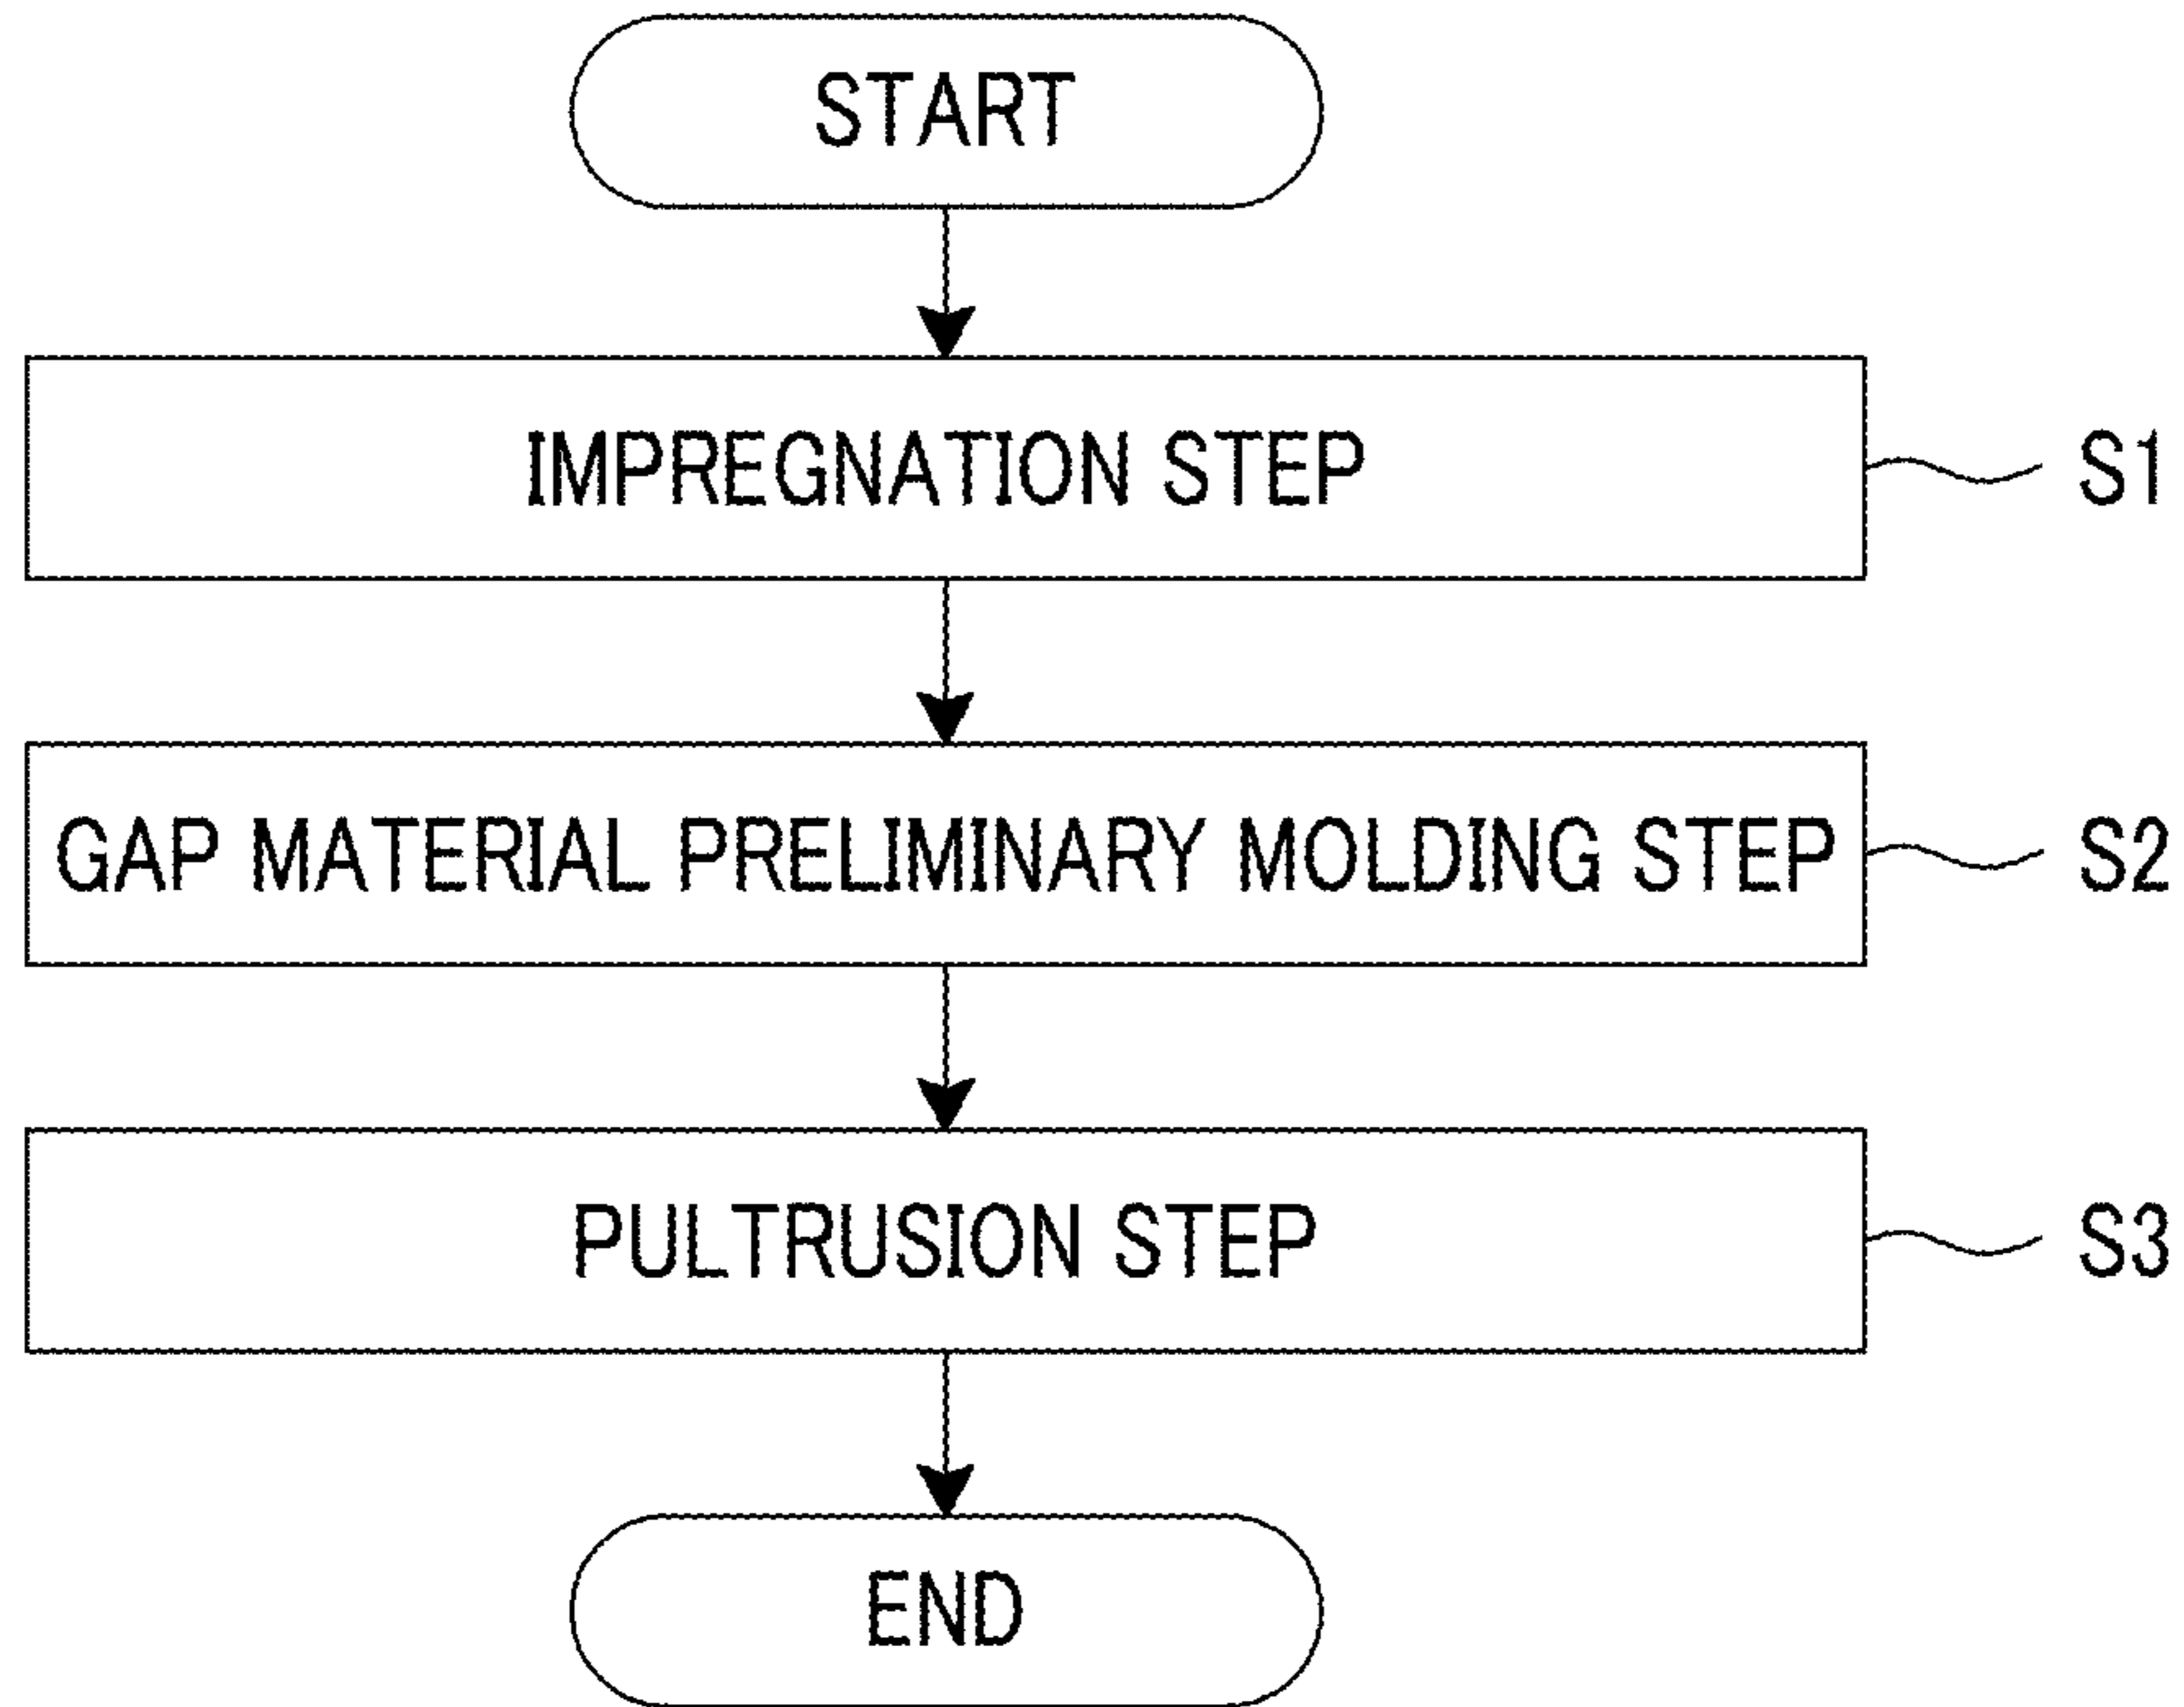 START
IMPREGNATION STEP S1
GAP MATERIAL PRELIMINARY MOLDING STEP S2
PULTRUSION STEP S3
END